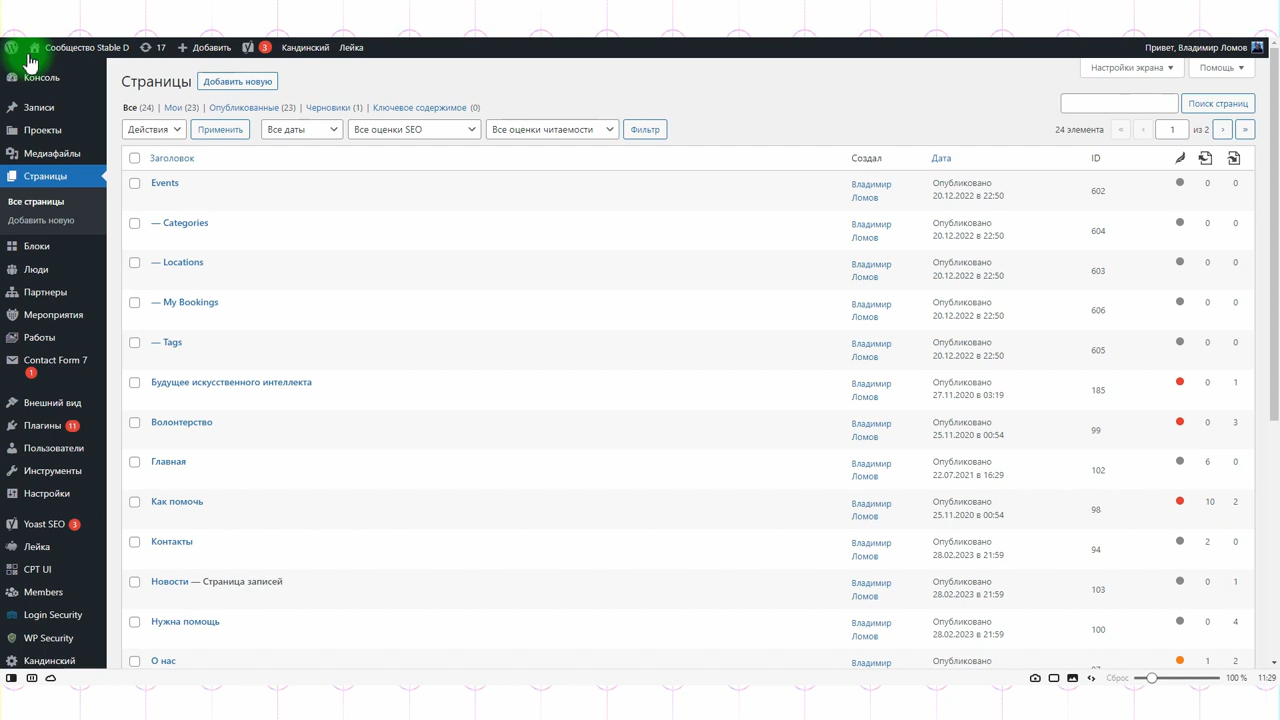 Сообщество Stable D 17 Добавить 3 Кандинский Лейка Привет, Владимир Ломов
Консоль
Записи
Проекты
Медиафайлы
Страницы
Все страницы
Добавить новую
Блоки
Люди
Партнеры
Мероприятия
Работы
Contact Form 7
1
Внешний вид
Плагины 11
Пользователи
Инструменты
Настройки
Yoast SEO 3
Лейка
CPT UI
Members
Login Security
WP Security
Кандинский
Настройки экрана Помощь
Страницы Добавить новую
Все (24) | Мои (23) | Опубликованные (23) | Черновики (1) | Ключевое содержимое (0)
Поиск страниц
Действия Применить Все даты Все оценки SEO Все оценки читаемости Фильтр
24 элемента « ‹ 1 из 2 › »
Заголовок Создал Дата ID
Events Владимир Ломов Опубликовано 20.12.2022 в 22:50 602 0 0
— Categories Владимир Ломов Опубликовано 20.12.2022 в 22:50 604 0 0
— Locations Владимир Ломов Опубликовано 20.12.2022 в 22:50 603 0 0
— My Bookings Владимир Ломов Опубликовано 20.12.2022 в 22:50 606 0 0
— Tags Владимир Ломов Опубликовано 20.12.2022 в 22:50 605 0 0
Будущее искусственного интеллекта Владимир Ломов Опубликовано 27.11.2020 в 03:19 185 0 1
Волонтерство Владимир Ломов Опубликовано 25.11.2020 в 00:54 99 0 3
Главная Владимир Ломов Опубликовано 22.07.2021 в 16:29 102 6 0
Как помочь Владимир Ломов Опубликовано 25.11.2020 в 00:54 98 10 2
Контакты Владимир Ломов Опубликовано 28.02.2023 в 21:59 94 2 0
Новости — Страница записей Владимир Ломов Опубликовано 28.02.2023 в 21:59 103 0 1
Нужна помощь Владимир Ломов Опубликовано 28.02.2023 в 21:59 100 0 4
О нас Владимир Опубликовано 1 2
Сброс 100 % 11:29